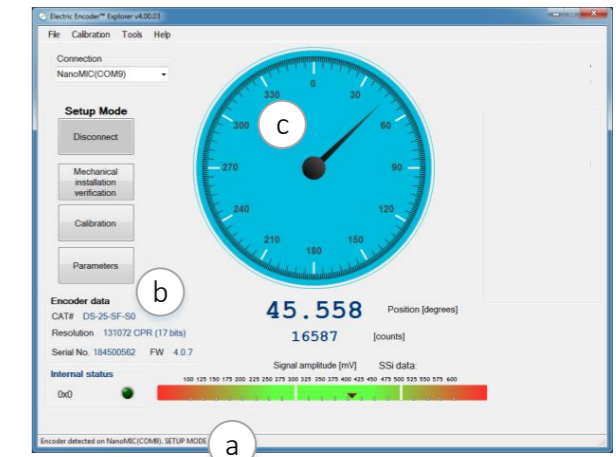 Electric Encoder™ Explorer v4.00.03
File Calibration Tools Help
Connection
NanoMIC(COM9)
Setup Mode
Disconnect
Mechanical
installation
verification
Calibration
Parameters
0
30
60
90
120
150
180
210
240
270
300
330
c
b
Encoder data
CAT# DS-25-SF-S0
Resolution 131072 CPR (17 bits)
Serial No. 184500562 FW 4.0.7
45.558 Position [degrees]
16587 [counts]
Internal status
0x0
Signal amplitude [mV] SSi data:
100 125 150 175 200 225 250 275 300 325 350 375 400 425 450 475 500 525 550 575 600
Encoder detected on NanoMIC(COM9). SETUP MODE
a